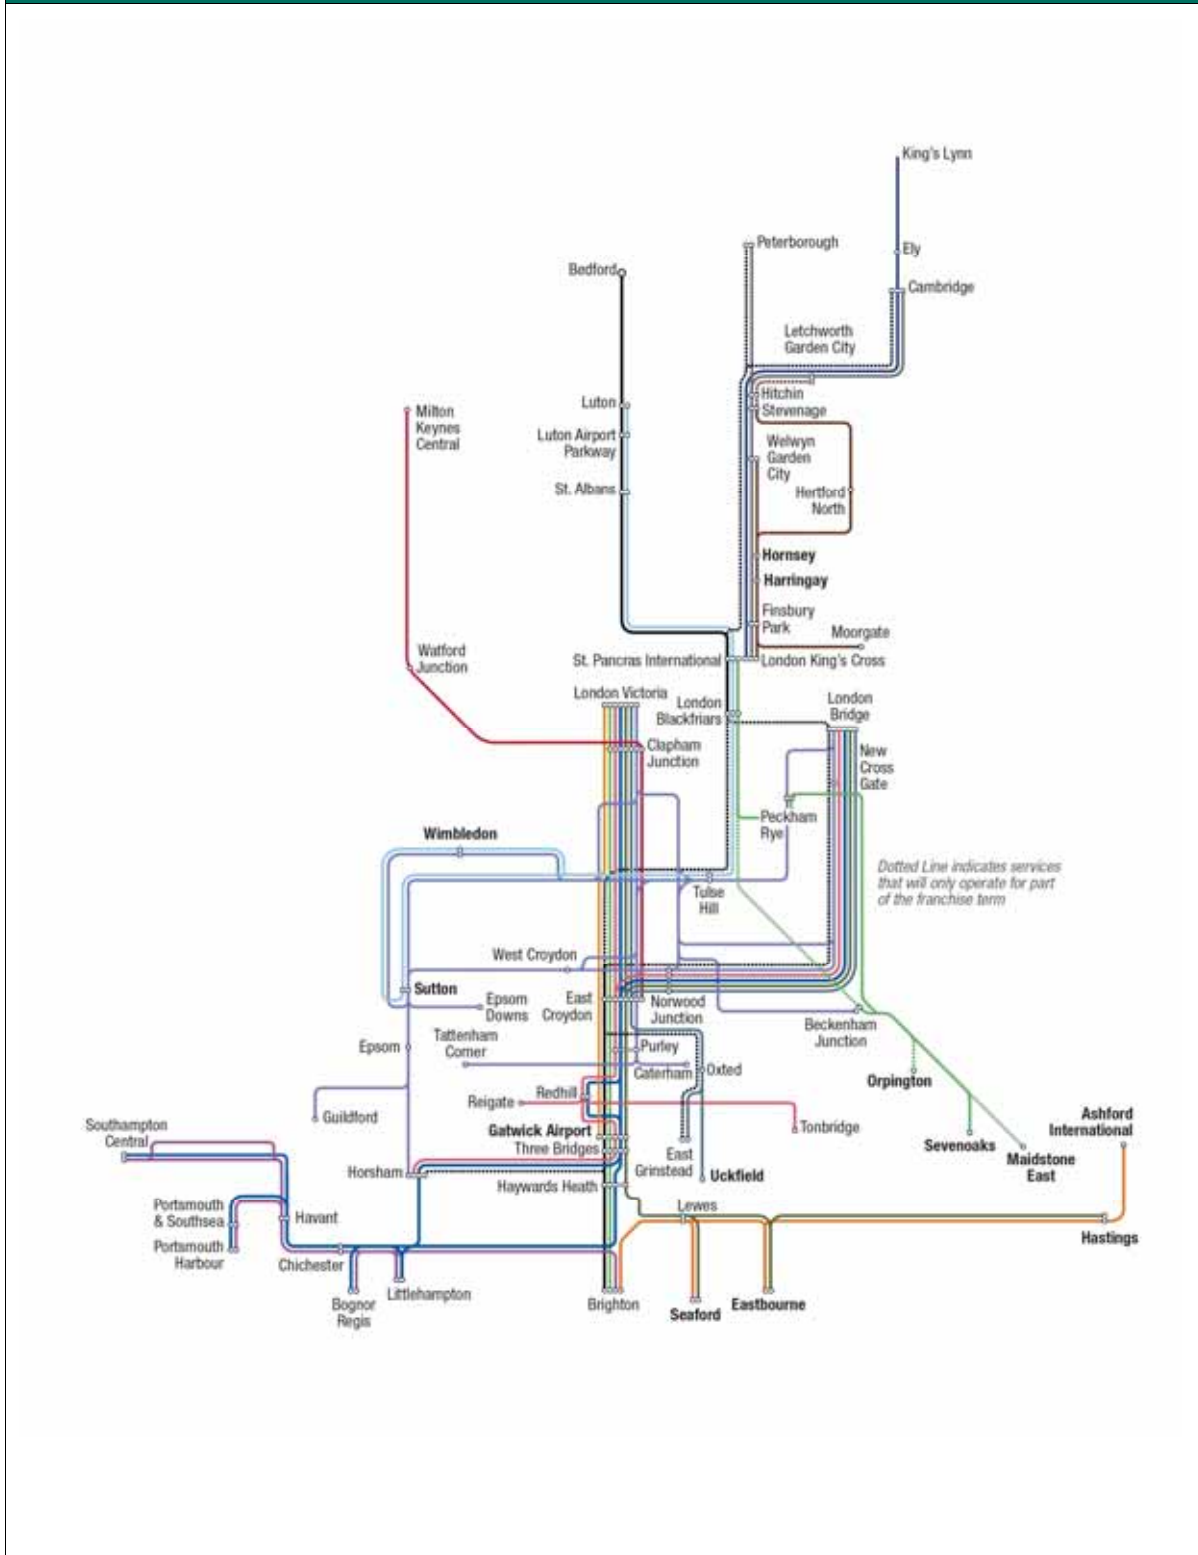 King's Lynn
Peterborough
Ely
Bedford
Cambridge
Letchworth
Garden City
Hitchin
Stevenage
Luton
Milton
Keynes
Central
Luton Airport
Parkway
Welwyn
Garden
City
St. Albans
Hertford
North
Hornsey
Harringay
Finsbury
Park
Moorgate
Watford
Junction
St. Pancras International
London King's Cross
London Victoria
London
Blackfriars
London
Bridge
Clapham
Junction
New
Cross
Gate
Peckham
Rye
Wimbledon
Dotted Line indicates services
that will only operate for part
of the franchise term
Tulse
Hill
West Croydon
Sutton
Epsom
Downs
East
Croydon
Norwood
Junction
Beckenham
Junction
Tattenham
Corner
Epsom
Purley
Caterham
Oxted
Orpington
Redhill
Reigate
Guildford
Southampton
Central
Gatwick Airport
Three Bridges
Tonbridge
Ashford
International
Sevenoaks
Maidstone
East
Horsham
East
Grinstead
Uckfield
Haywards Heath
Portsmouth
& Southsea
Havant
Lewes
Portsmouth
Harbour
Chichester
Hastings
Bognor
Regis
Littlehampton
Brighton
Seaford
Eastbourne